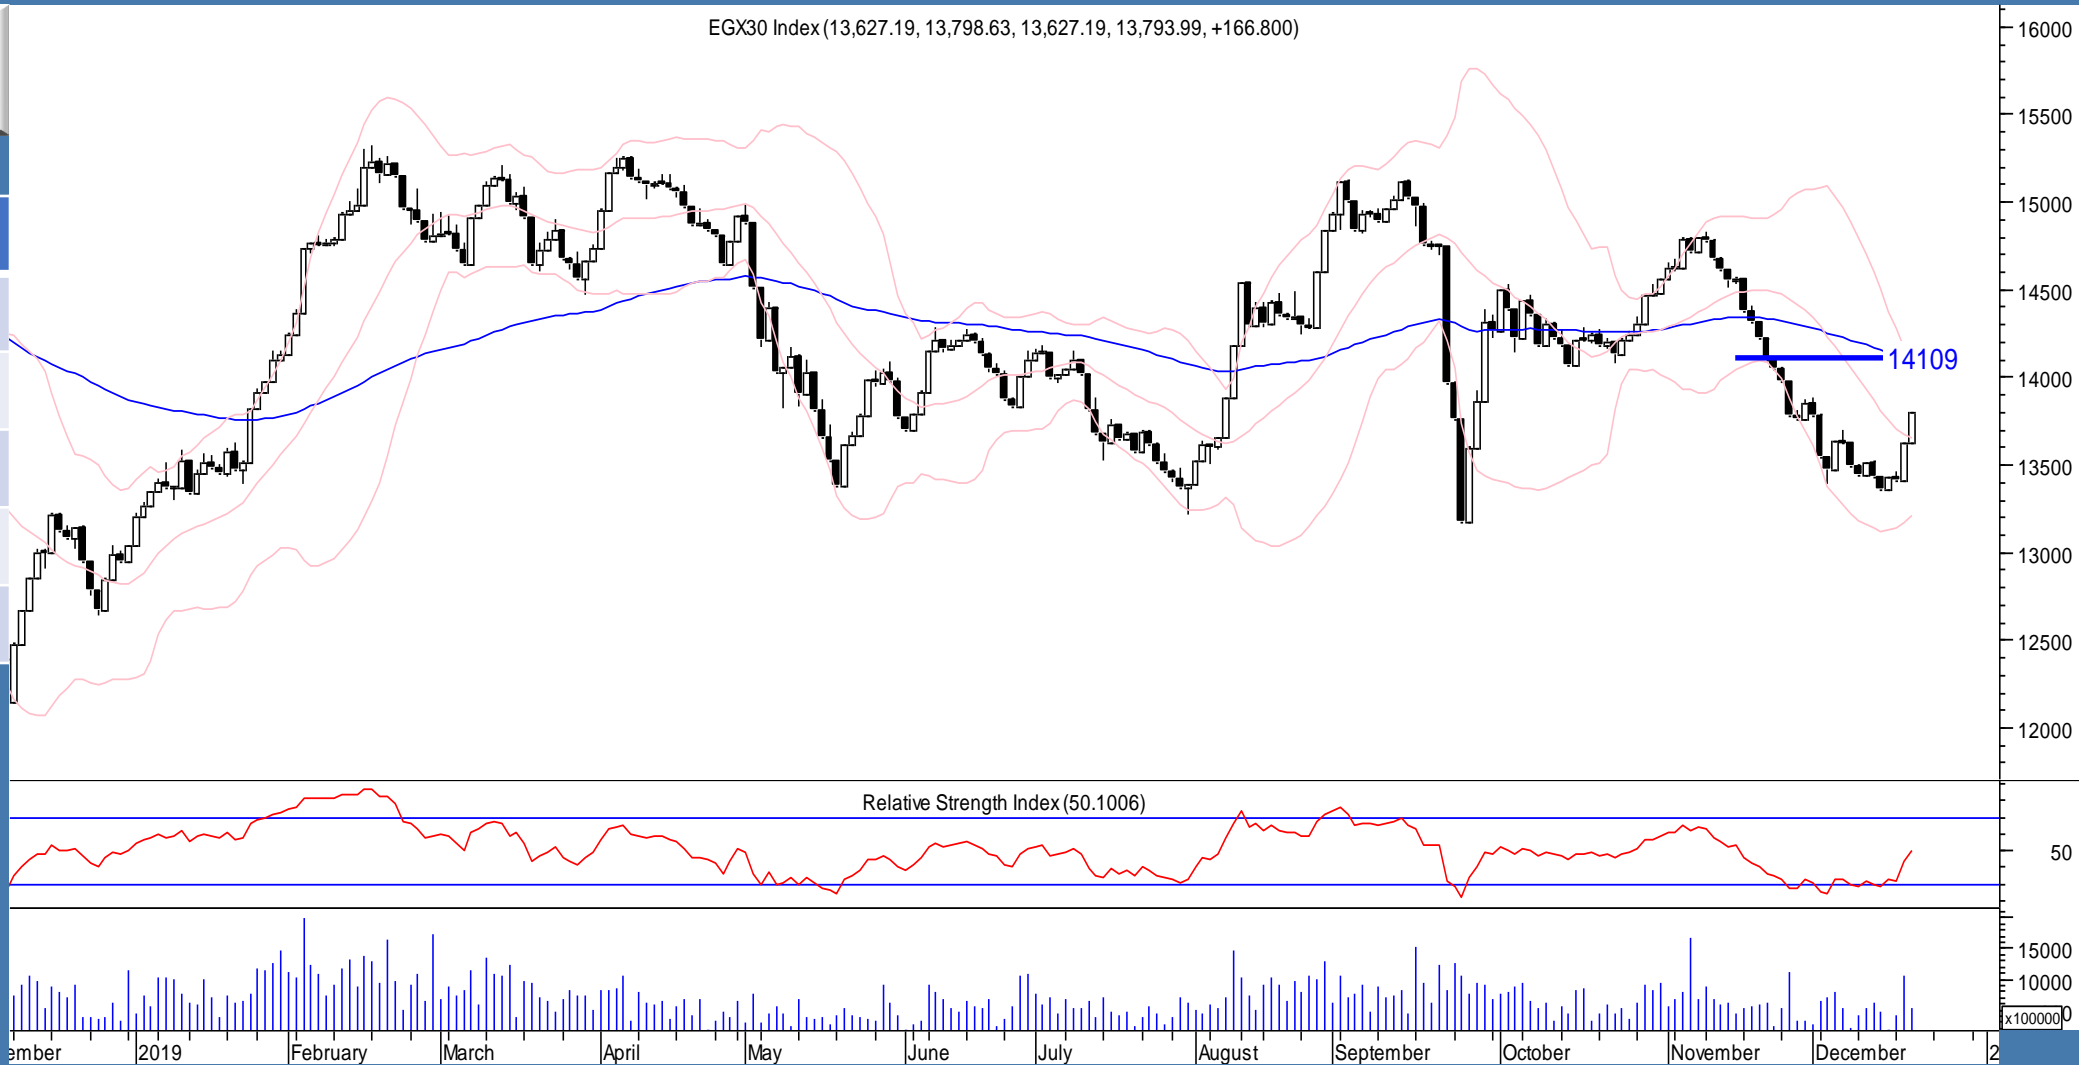 EGX30 Index (13,627.19, 13,798.63, 13,627.19, 13,793.99, +166.800)
16000
15500
15000
14500
14109
14000
13500
13000
12500
12000
Relative Strength Index (50.1006)
50
15000
10000
0
x100000
ember
2019
February
March
April
May
June
July
August
September
October
November
December
2